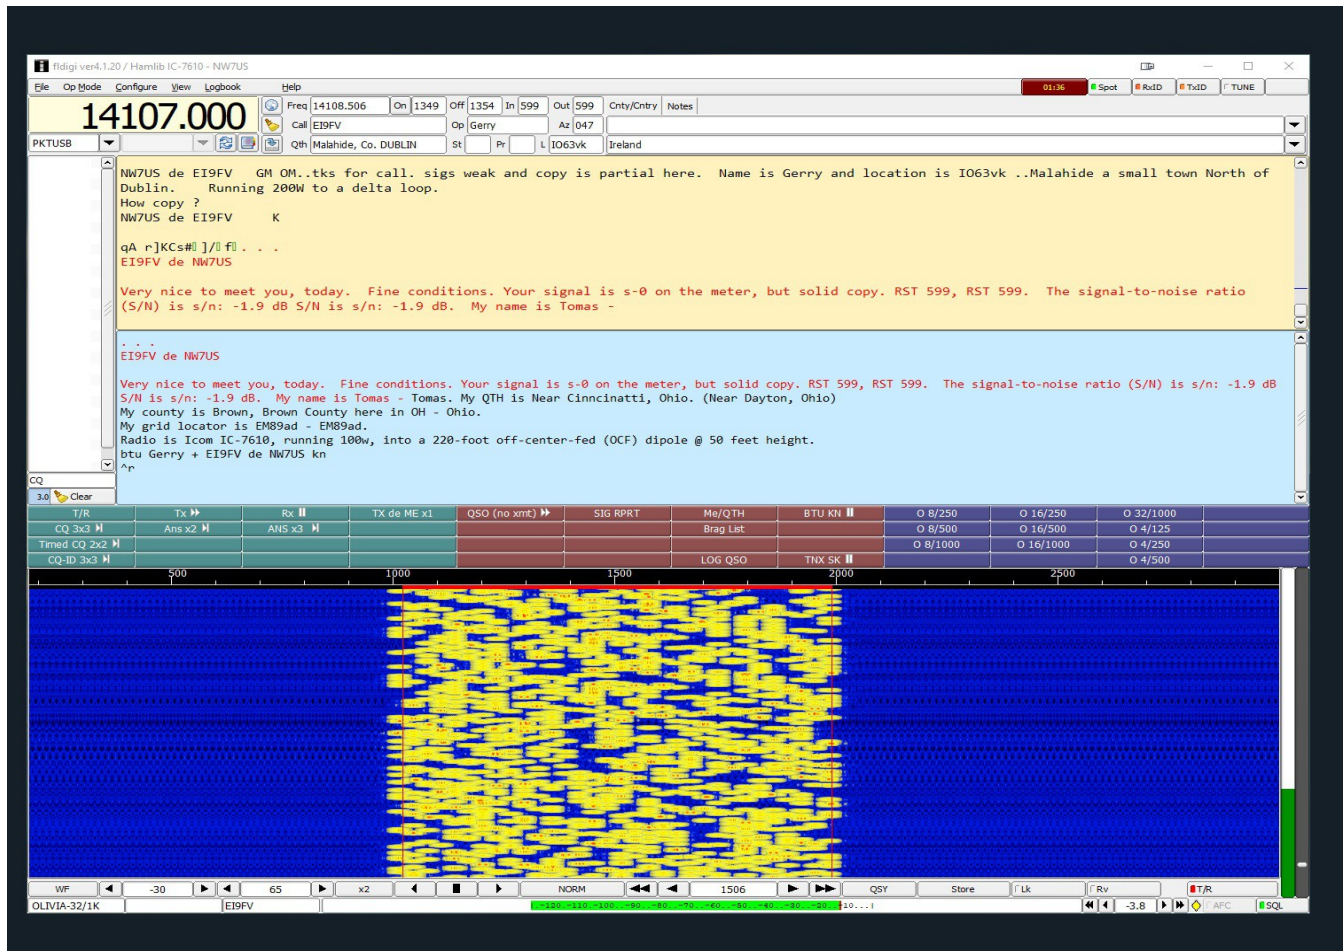 fldigi ver4.1.20 / Hamlib IC-7610 - NW7US
File Op Mode Configure View Logbook Help
01:36 Spot RxID TxID TUNE
14107.000
Freq 14108.506 On 1349 Off 1354 In 599 Out 599 Cnty/Cntry Notes
Call EI9FV Op Gerry Az 047
PKTUSB
Qth Malahide, Co. DUBLIN St Pr L IO63vk Ireland
NW7US de EI9FV GM OM..tks for call. sigs weak and copy is partial here. Name is Gerry and location is IO63vk ..Malahide a small town North of
Dublin. Running 200W to a delta loop.
How copy ?
NW7US de EI9FV K
qA r]KCs# ]/ f . . .
EI9FV de NW7US
Very nice to meet you, today. Fine conditions. Your signal is s-0 on the meter, but solid copy. RST 599, RST 599. The signal-to-noise ratio
(S/N) is s/n: -1.9 dB S/N is s/n: -1.9 dB. My name is Tomas -
. . .
EI9FV de NW7US
Very nice to meet you, today. Fine conditions. Your signal is s-0 on the meter, but solid copy. RST 599, RST 599. The signal-to-noise ratio (S/N) is s/n: -1.9 dB
S/N is s/n: -1.9 dB. My name is Tomas - Tomas. My QTH is Near Cinncinatti, Ohio. (Near Dayton, Ohio)
My county is Brown, Brown County here in OH - Ohio.
My grid locator is EM89ad - EM89ad.
Radio is Icom IC-7610, running 100w, into a 220-foot off-center-fed (OCF) dipole @ 50 feet height.
btu Gerry + EI9FV de NW7US kn
^r
CQ
3.0 Clear
T/R Tx Rx TX de ME x1 QSO (no xmt) SIG RPRT Me/QTH BTU KN O 8/250 O 16/250 O 32/1000
CQ 3x3 Ans x2 ANS x3 Brag List O 8/500 O 16/500 O 4/125
Timed CQ 2x2 O 8/1000 O 16/1000 O 4/250
CQ-ID 3x3 LOG QSO TNX SK O 4/500
500 1000 1500 2000 2500
WF -30 65 x2 NORM 1506 QSY Store Lk Rv T/R
OLIVIA-32/1K EI9FV -120..-110.-100..-90...-80...-70...-60...-50...-40...-30...-20...-10...| -3.8 AFC SQL